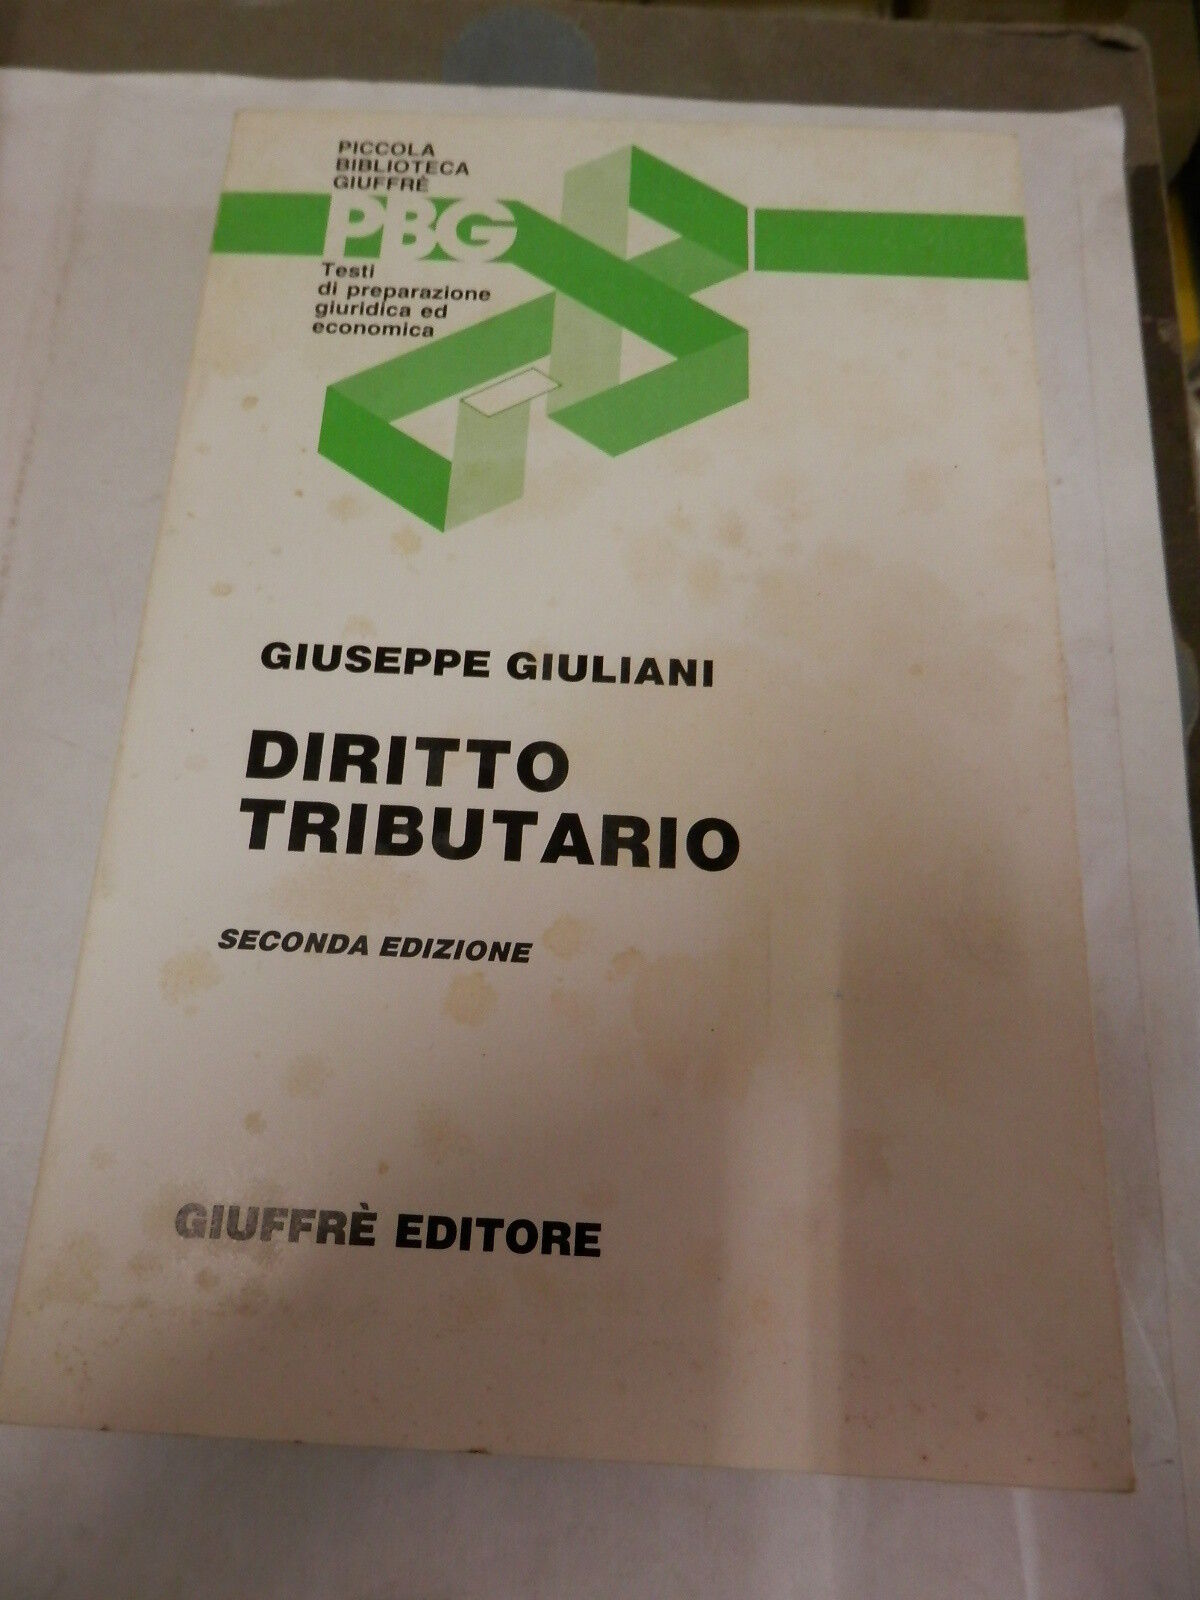 PICCOLA
BIBLIOTECA
GIUFFRÈ
PBG
Testi
di preparazione
giuridica ed
economica
GIUSEPPE GIULIANI
DIRITTO
TRIBUTARIO
SECONDA EDIZIONE
GIUFFRÈ EDITORE